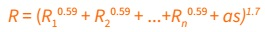 R = (R₁^0.59 + R₂^0.59 + ...+Rₙ^0.59 + as)^1.7